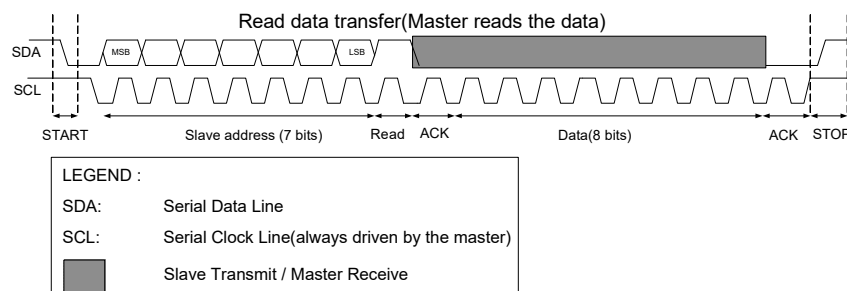 Read data transfer(Master reads the data)
SDA MSB LSB
SCL
START Slave address (7 bits) Read ACK Data(8 bits) ACK STOP
LEGEND :
SDA: Serial Data Line
SCL: Serial Clock Line(always driven by the master)
Slave Transmit / Master Receive